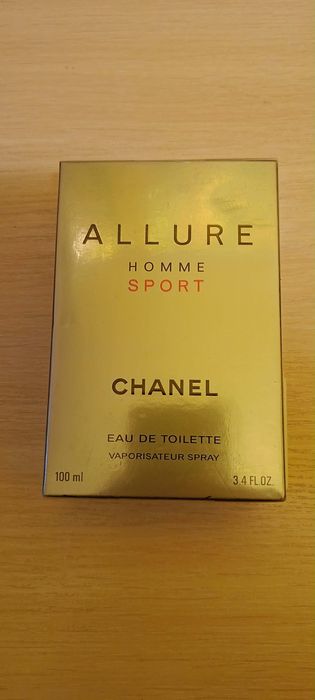 ALLURE
HOMME
SPORT
CHANEL
EAU DE TOILETTE
VAPORISATEUR SPRAY
100 ml 3.4 FL.OZ.